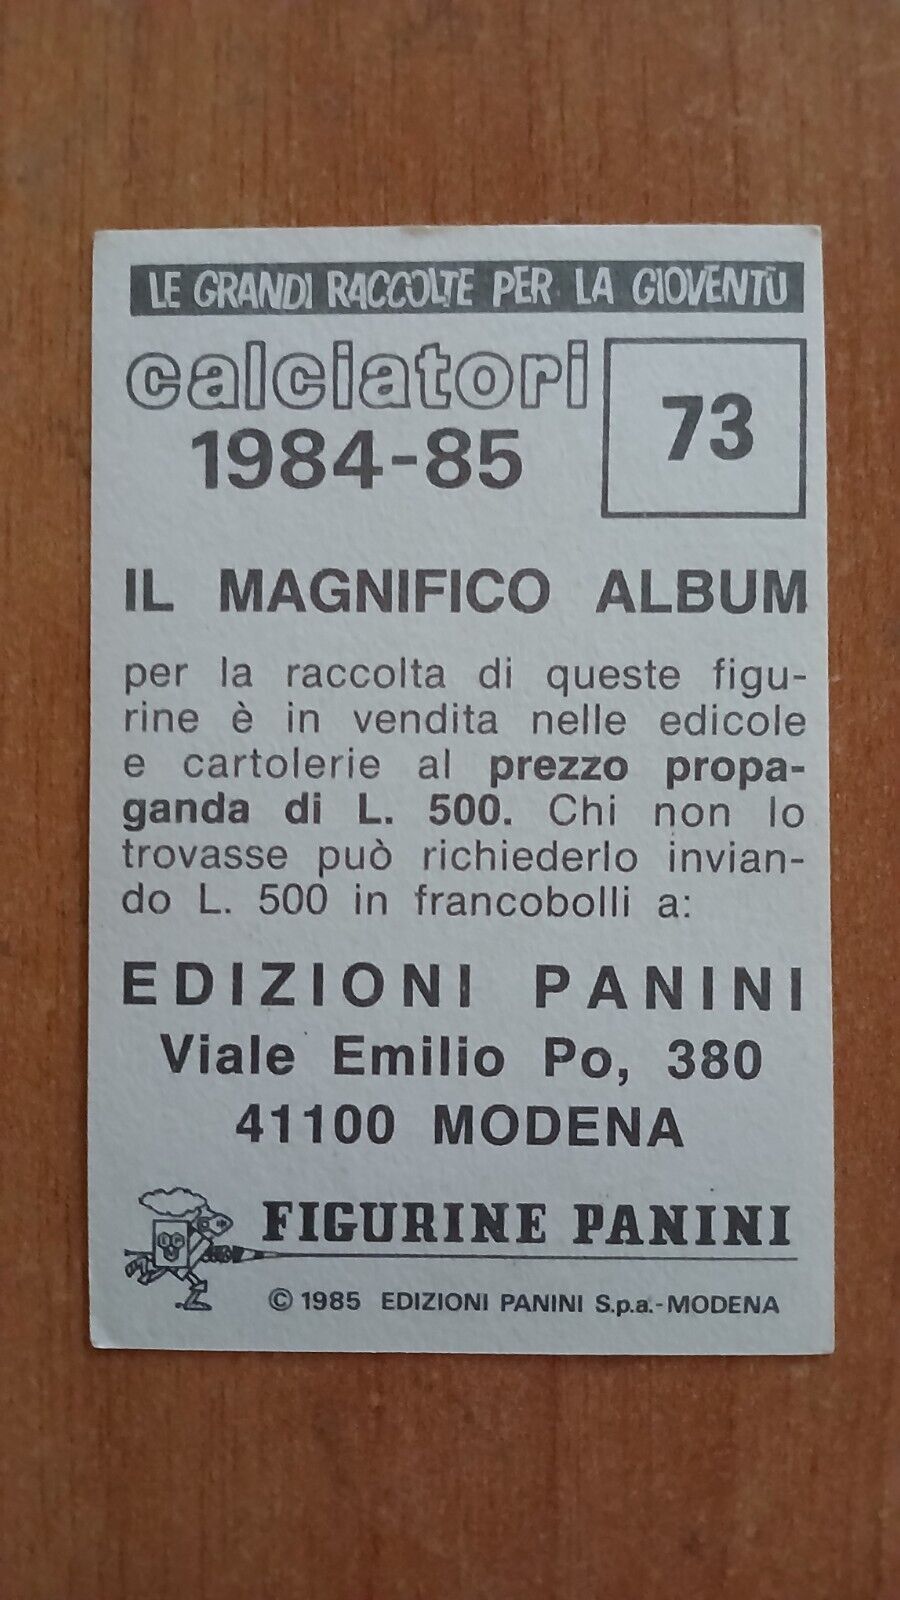 LE GRANDI RACCOLTE PER LA GIOVENTÙ
calciatori
1984-85
73
IL MAGNIFICO ALBUM
per la raccolta di queste figu-
rine è in vendita nelle edicole
e cartolerie al prezzo propa-
ganda di L. 500. Chi non lo
trovasse può richiederlo invian-
do L. 500 in francobolli a:
EDIZIONI PANINI
Viale Emilio Po, 380
41100 MODENA
FIGURINE PANINI
© 1985 EDIZIONI PANINI S.p.a.-MODENA